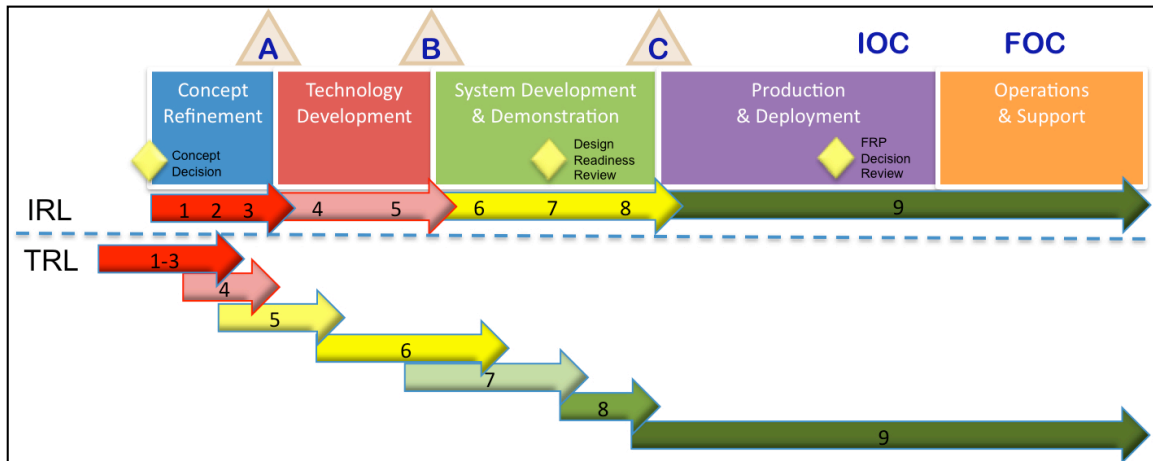 A
B
C
IOC
FOC
Concept
Refinement
Technology
Development
System Development
& Demonstration
Production
& Deployment
Operations
& Support
Concept
Decision
Design
Readiness
Review
FRP
Decision
Review
IRL
1 2 3 4 5 6 7 8 9
TRL
1-3
4
5
6
7
8
9